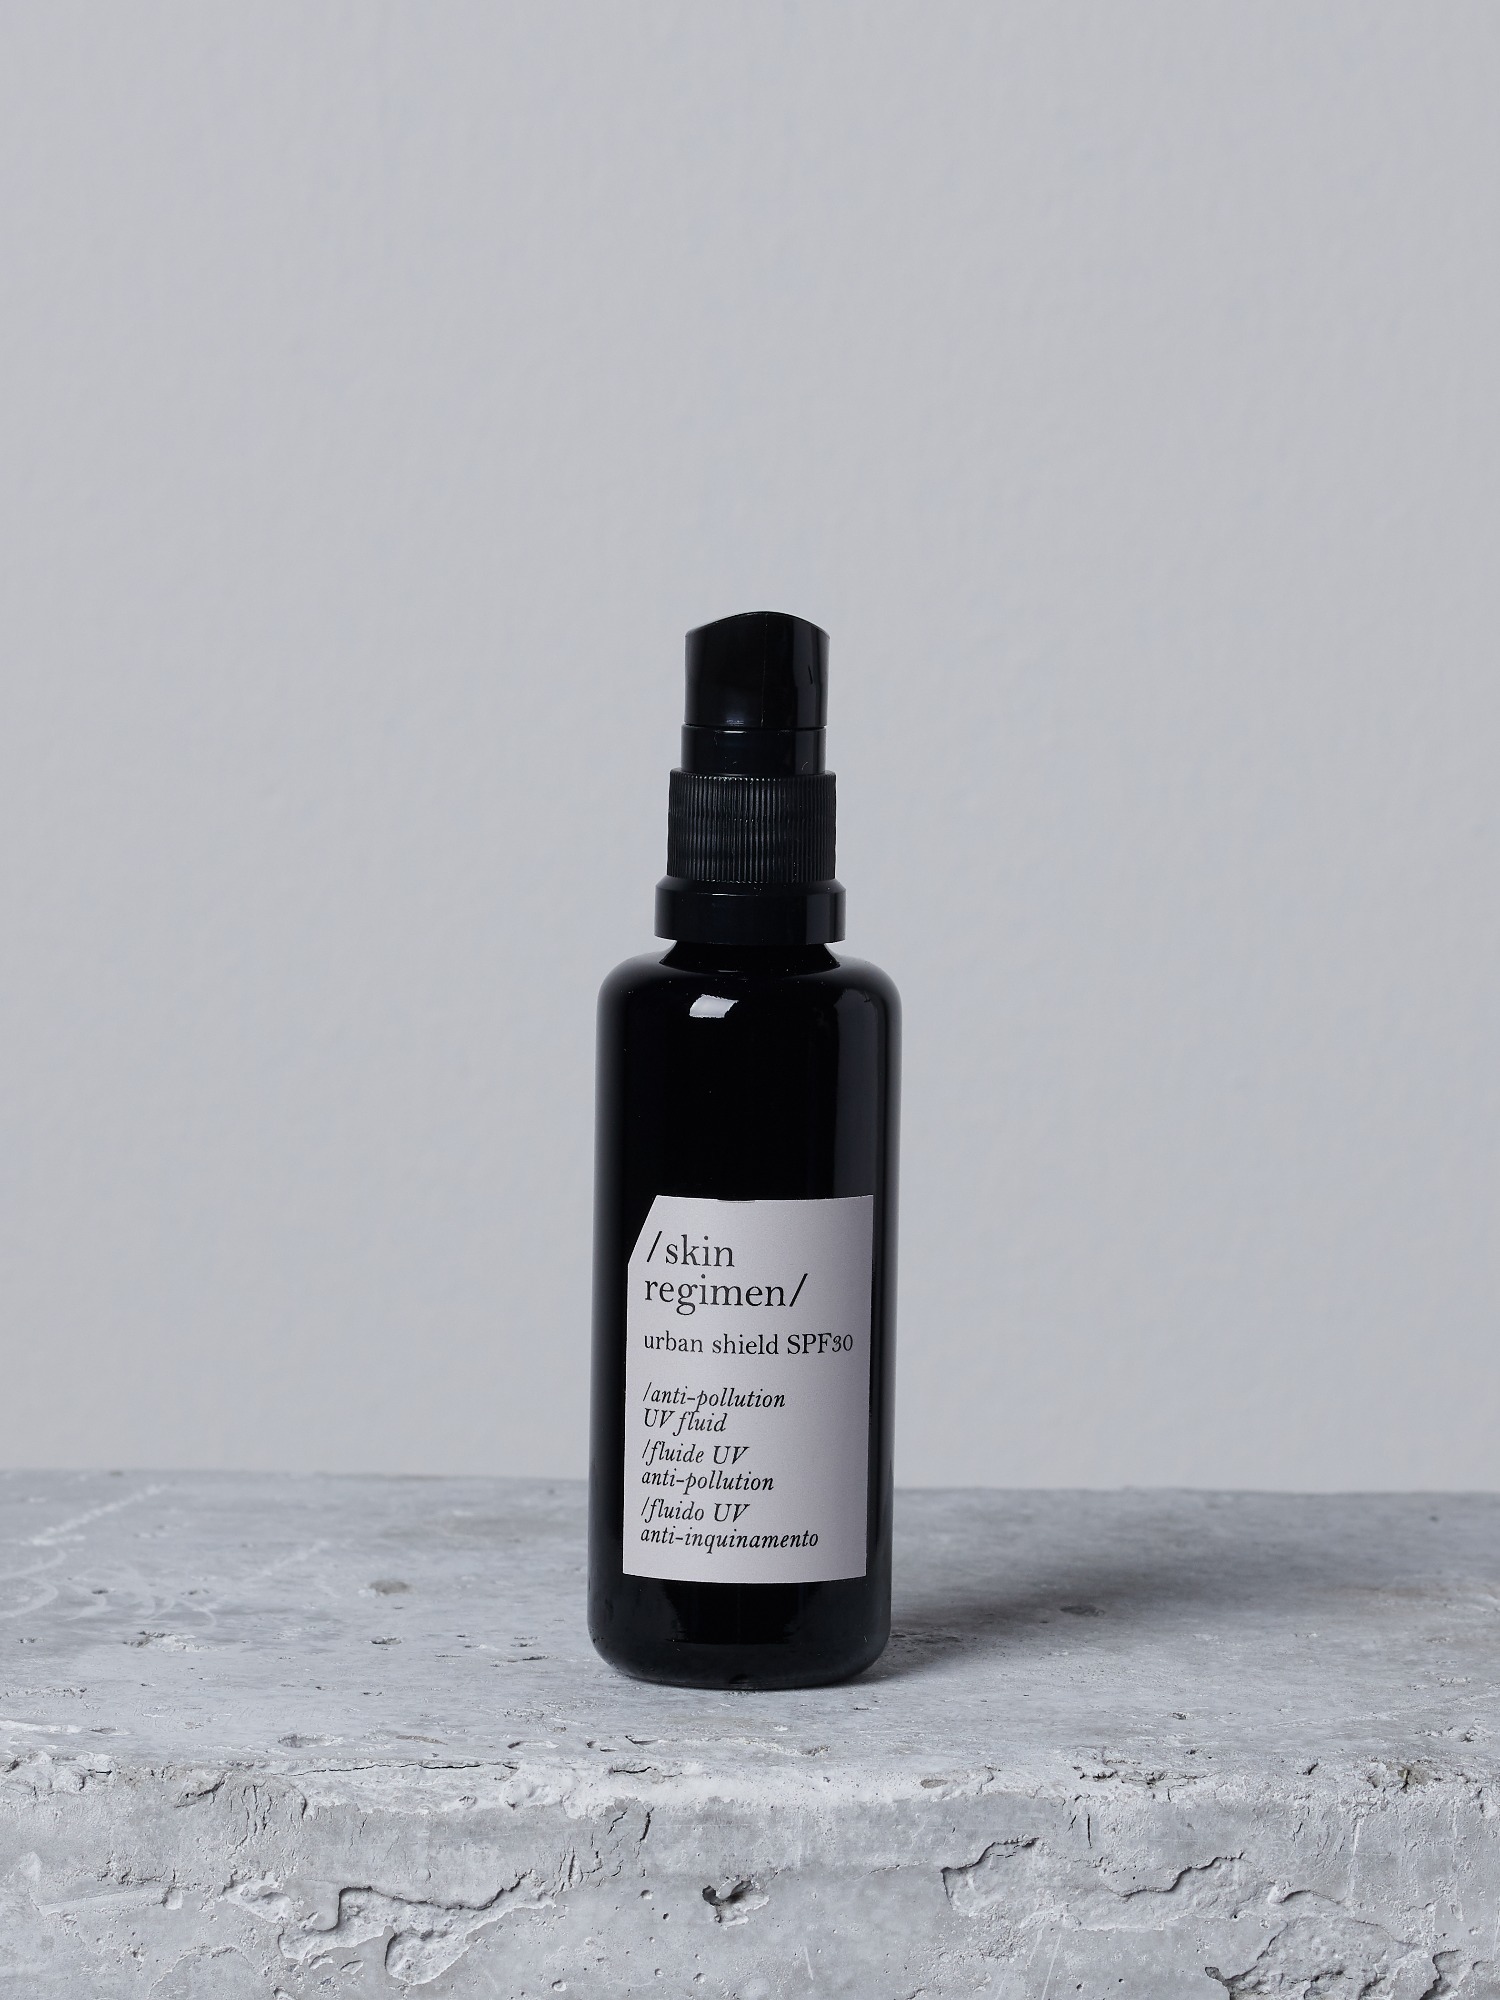 /skin
regimen/
urban shield SPF30
/anti-pollution
UV fluid
/fluide UV
anti-pollution
/fluido UV
anti-inquinamento